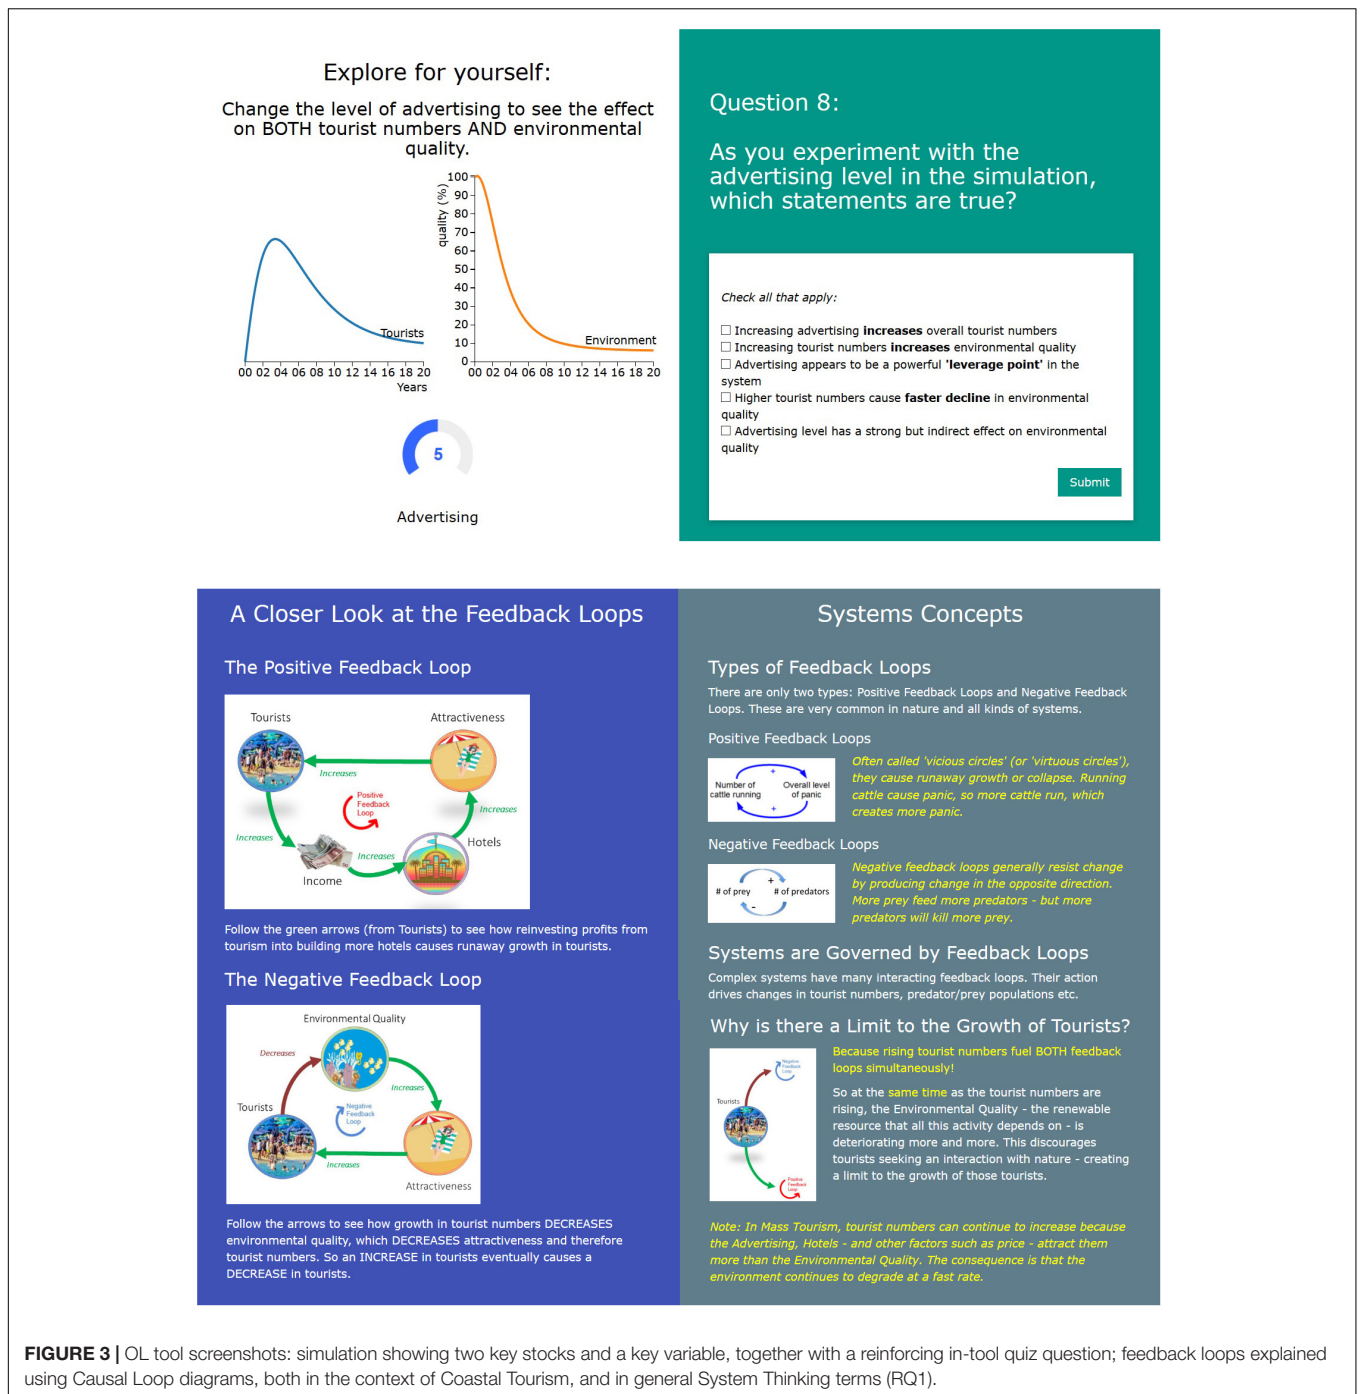 Explore for yourself:
Change the level of advertising to see the effect
on BOTH tourist numbers AND environmental
quality.
Tourists
00 02 04 06 08 10 12 14 16 18 20
Years
quality (%)
100
90
80
70
60
50
40
30
20
10
0
Environment
00 02 04 06 08 10 12 14 16 18 20
5
Advertising
Question 8:
As you experiment with the
advertising level in the simulation,
which statements are true?
Check all that apply:
Increasing advertising increases overall tourist numbers
Increasing tourist numbers increases environmental quality
Advertising appears to be a powerful 'leverage point' in the
system
Higher tourist numbers cause faster decline in environmental
quality
Advertising level has a strong but indirect effect on environmental
quality
Submit
A Closer Look at the Feedback Loops
The Positive Feedback Loop
Tourists
Attractiveness
Increases
Positive
Feedback
Loop
Increases
Increases
Hotels
Increases
Income
Follow the green arrows (from Tourists) to see how reinvesting profits from
tourism into building more hotels causes runaway growth in tourists.
The Negative Feedback Loop
Environmental Quality
Decreases
Increases
Tourists
Negative
Feedback
Loop
Increases
Attractiveness
Follow the arrows to see how growth in tourist numbers DECREASES
environmental quality, which DECREASES attractiveness and therefore
tourist numbers. So an INCREASE in tourists eventually causes a
DECREASE in tourists.
Systems Concepts
Types of Feedback Loops
There are only two types: Positive Feedback Loops and Negative Feedback
Loops. These are very common in nature and all kinds of systems.
Positive Feedback Loops
+
Number of
cattle running
Overall level
of panic
+
Often called 'vicious circles' (or 'virtuous circles'),
they cause runaway growth or collapse. Running
cattle cause panic, so more cattle run, which
creates more panic.
Negative Feedback Loops
+
# of prey
# of predators
-
Negative feedback loops generally resist change
by producing change in the opposite direction.
More prey feed more predators - but more
predators will kill more prey.
Systems are Governed by Feedback Loops
Complex systems have many interacting feedback loops. Their action
drives changes in tourist numbers, predator/prey populations etc.
Why is there a Limit to the Growth of Tourists?
Negative
Feedback
Loop
Tourists
Positive
Feedback
Loop
Because rising tourist numbers fuel BOTH feedback
loops simultaneously!
So at the same time as the tourist numbers are
rising, the Environmental Quality - the renewable
resource that all this activity depends on - is
deteriorating more and more. This discourages
tourists seeking an interaction with nature - creating
a limit to the growth of those tourists.
Note: In Mass Tourism, tourist numbers can continue to increase because
the Advertising, Hotels - and other factors such as price - attract them
more than the Environmental Quality. The consequence is that the
environment continues to degrade at a fast rate.
FIGURE 3 | OL tool screenshots: simulation showing two key stocks and a key variable, together with a reinforcing in-tool quiz question; feedback loops explained
using Causal Loop diagrams, both in the context of Coastal Tourism, and in general System Thinking terms (RQ1).